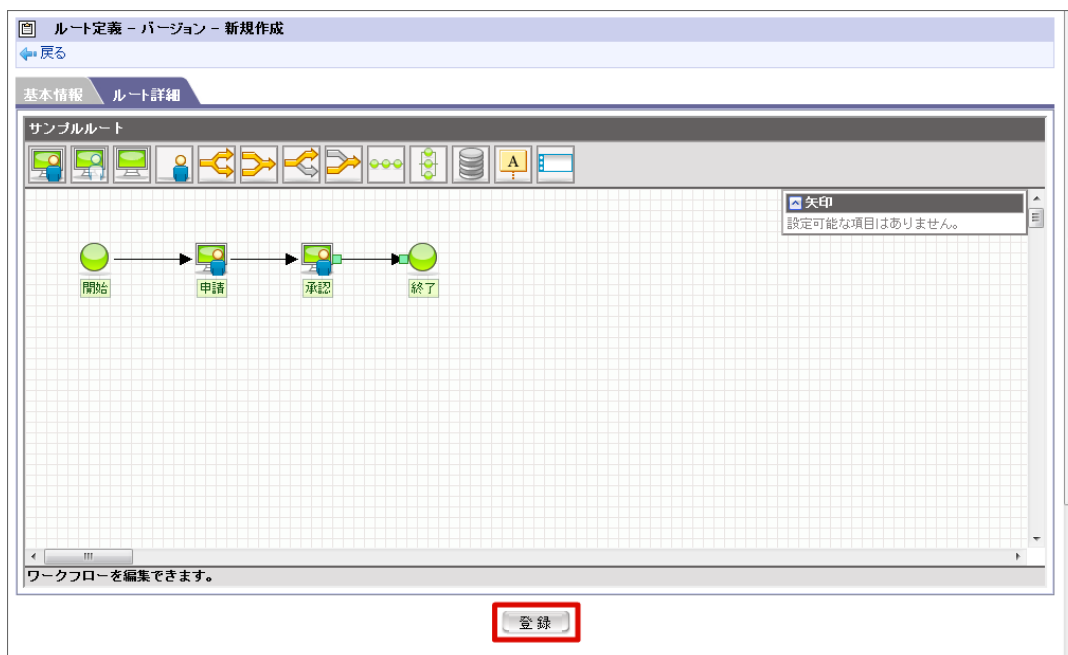 ルート定義 - バージョン - 新規作成
戻る
基本情報 ルート詳細
サンプルルート
A
矢印
設定可能な項目はありません。
開始 申請 承認 終了
ワークフローを編集できます。
登録